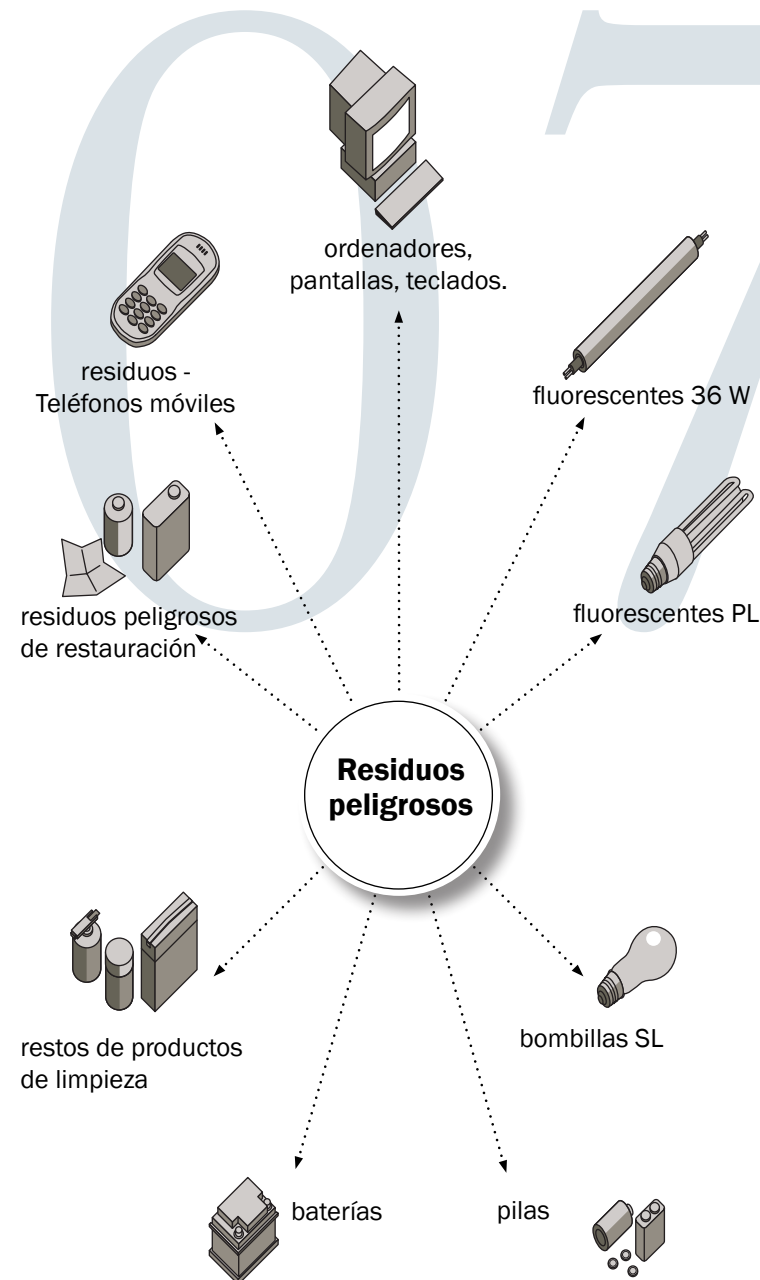 07
ordenadores,
pantallas, teclados.
residuos -
Teléfonos móviles
fluorescentes 36 W
residuos peligrosos
de restauración
fluorescentes PL
Residuos
peligrosos
restos de productos
de limpieza
bombillas SL
baterías
pilas